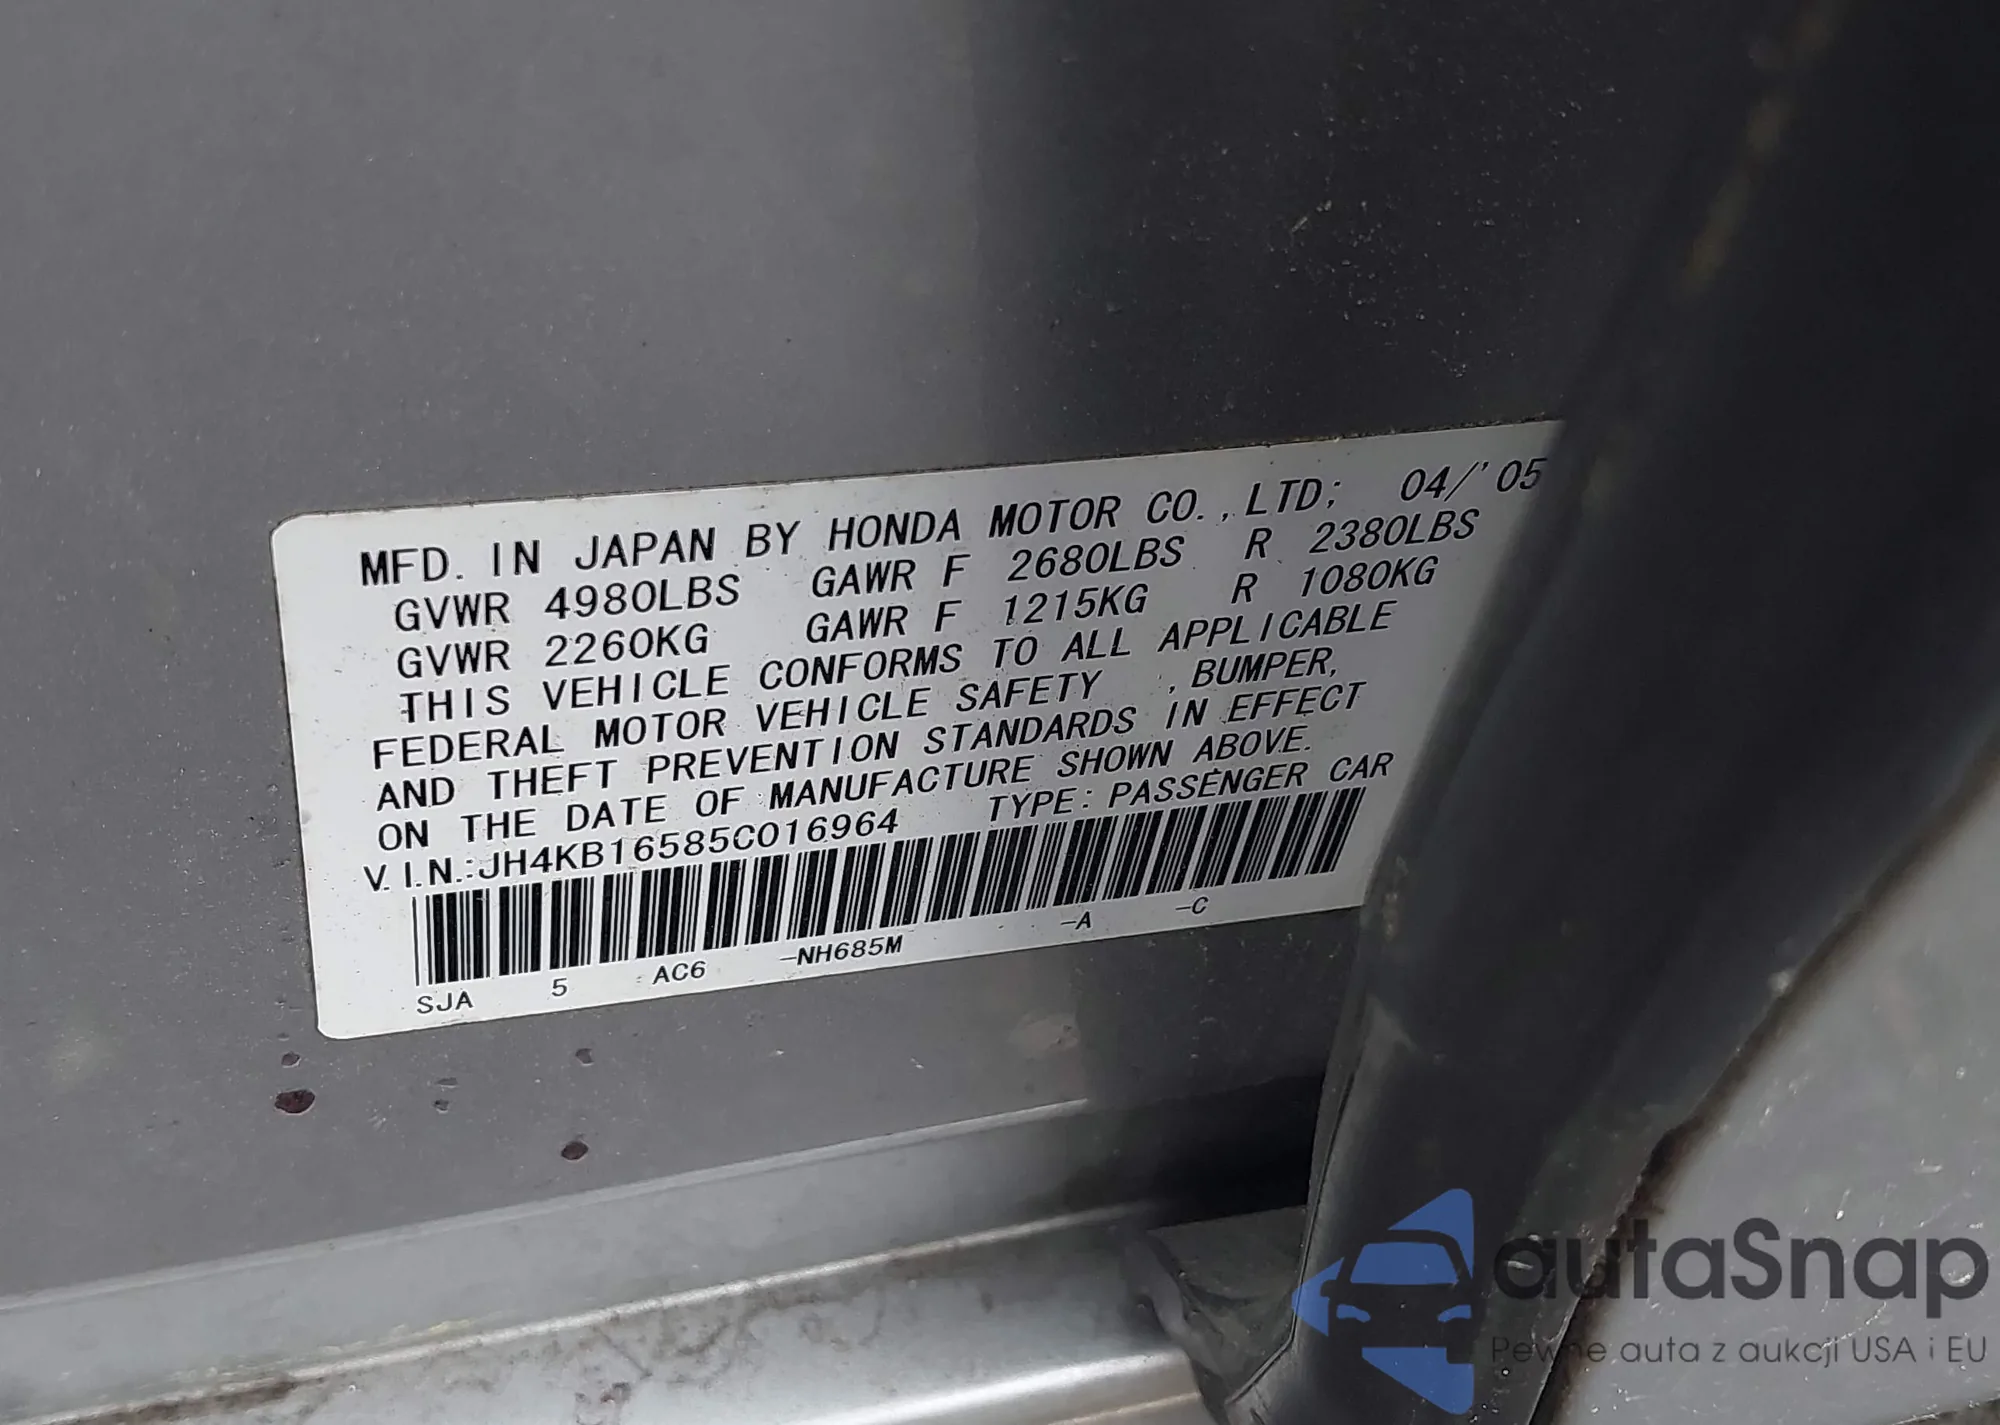 MFD. IN JAPAN BY HONDA MOTOR CO.,LTD; 04/'05
GVWR 4980LBS GAWR F 2680LBS R 2380LBS
GVWR 2260KG GAWR F 1215KG R 1080KG
THIS VEHICLE CONFORMS TO ALL APPLICABLE
FEDERAL MOTOR VEHICLE SAFETY , BUMPER,
AND THEFT PREVENTION STANDARDS IN EFFECT
ON THE DATE OF MANUFACTURE SHOWN ABOVE.
V.I.N.:JH4KB16585C016964 TYPE:PASSENGER CAR
SJA 5 AC6 -NH685M -A -C
autaSnap
Pewne auta z aukcji USA i EU